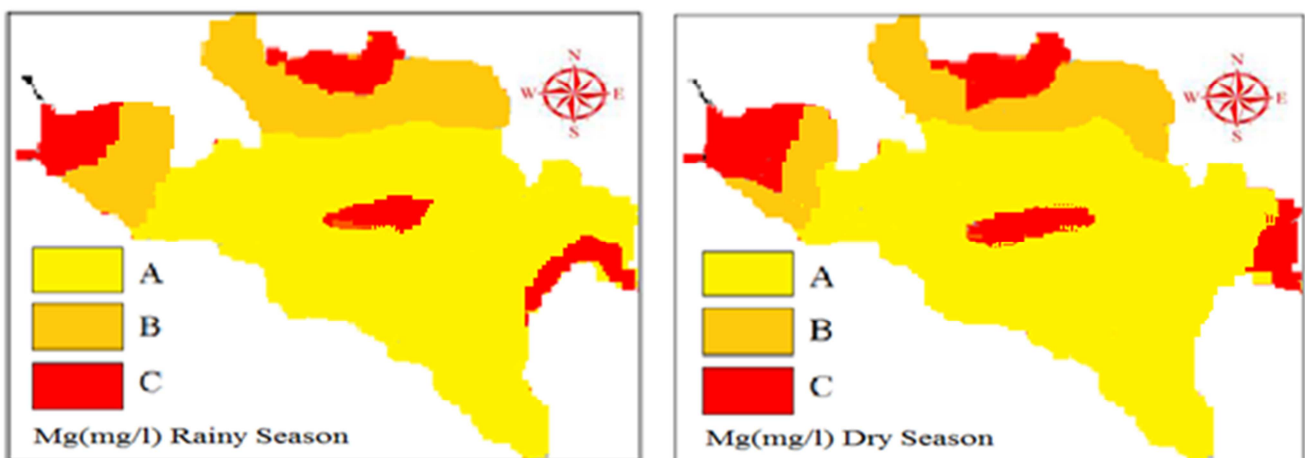 N
W E
S
A
B
C
Mg(mg/l) Rainy Season
N
W E
S
A
B
C
Mg(mg/l) Dry Season